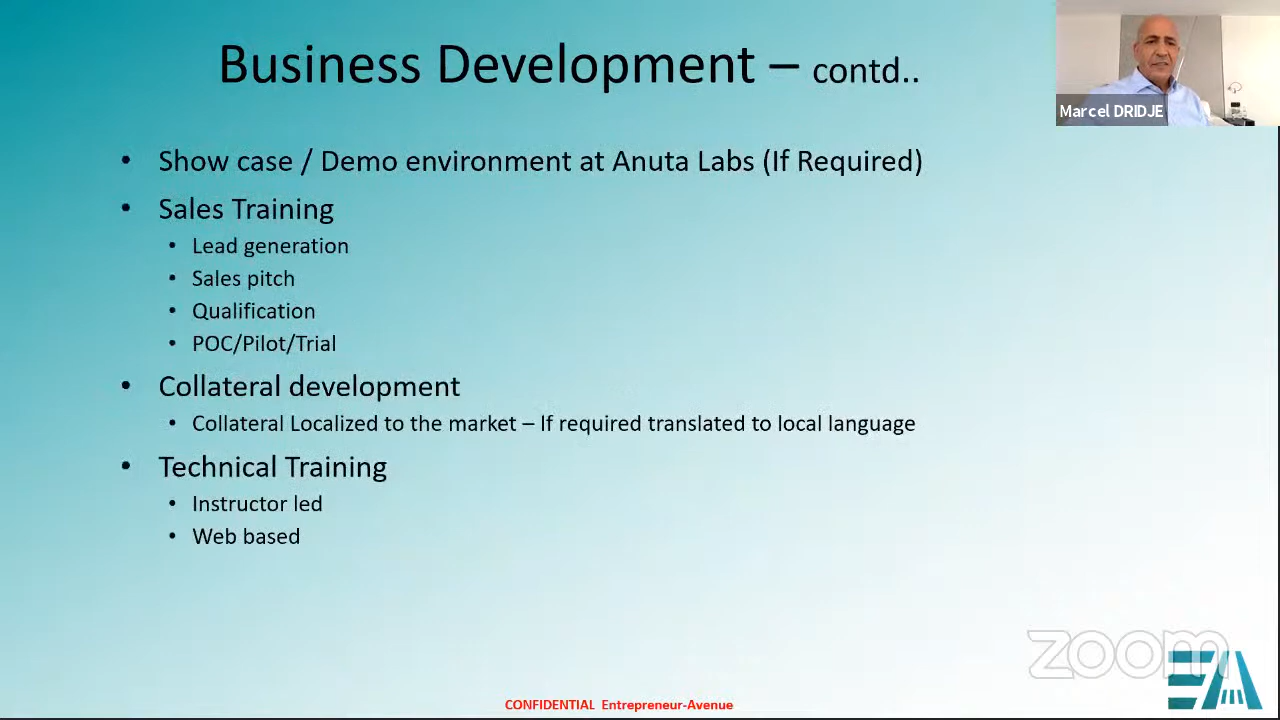 Business Development – contd..
Marcel DRIDJE
• Show case / Demo environment at Anuta Labs (If Required)
• Sales Training
• Lead generation
• Sales pitch
• Qualification
• POC/Pilot/Trial
• Collateral development
• Collateral Localized to the market – If required translated to local language
• Technical Training
• Instructor led
• Web based
zoom
EA
CONFIDENTIAL Entrepreneur-Avenue